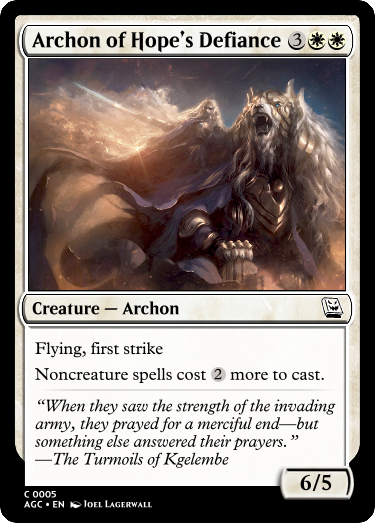 Archon of Hope's Defiance 3
Creature — Archon
Flying, first strike
Noncreature spells cost 2 more to cast.
“When they saw the strength of the invading
army, they prayed for a merciful end—but
something else answered their prayers.”
—The Turmoils of Kgelembe
6/5
C 0005
AGC • EN Joel Lagerwall